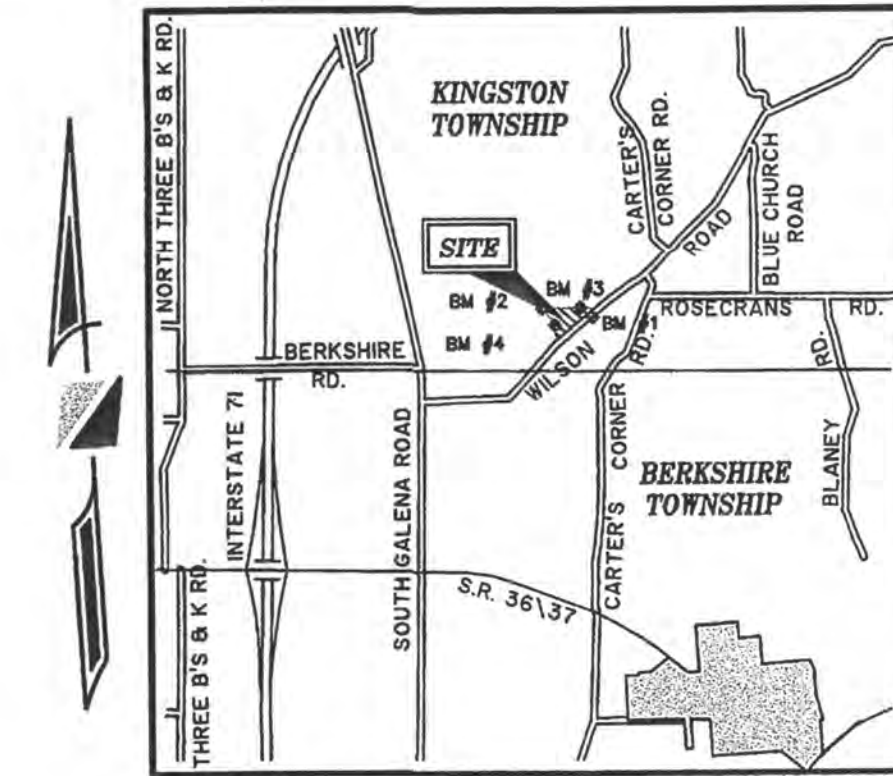 NORTH THREE B'S & K RD.
KINGSTON
TOWNSHIP
CARTER'S
CORNER RD.
BLUE CHURCH
ROAD
ROAD
SITE
BM #2
BM #3
BM #1
BM #4
ROSECRANS RD.
BERKSHIRE
RD.
WILSON
RD.
RD.
BLANEY
INTERSTATE 71
SOUTH GALENA ROAD
CARTER'S CORNER
BERKSHIRE
TOWNSHIP
S.R. 36\37
THREE B'S & K RD.